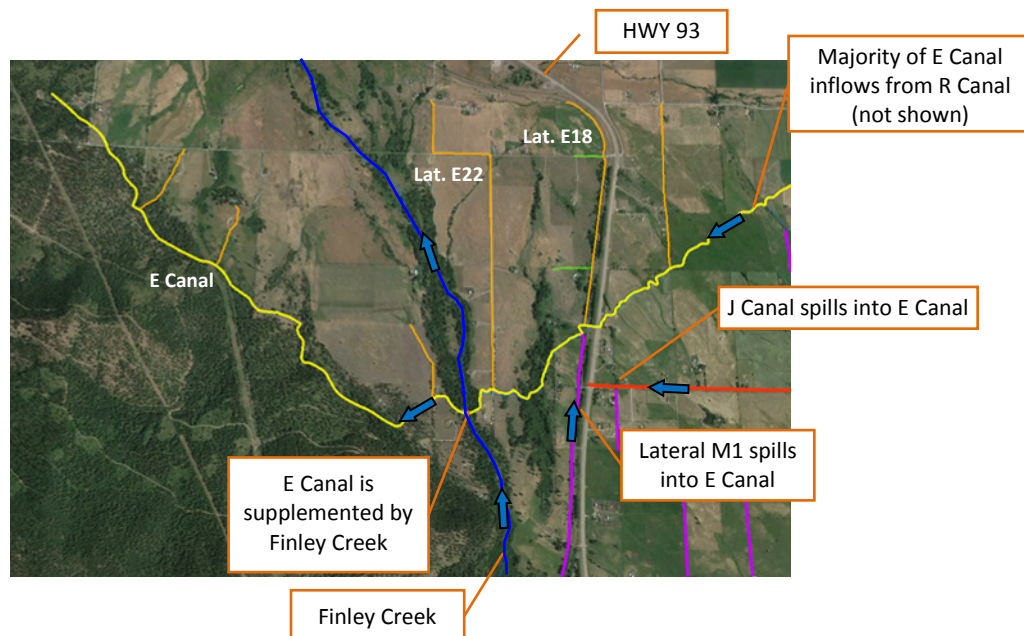 HWY 93
Majority of E Canal
inflows from R Canal
(not shown)
Lat. E18
Lat. E22
E Canal
J Canal spills into E Canal
Lateral M1 spills
into E Canal
E Canal is
supplemented by
Finley Creek
Finley Creek